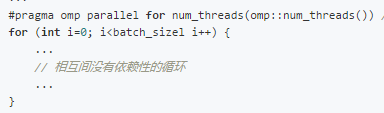 ...
#pragma omp parallel for num_threads(omp::num_threads()) /
for (int i=0; i<batch_sizel i++) {
...
// 相互间没有依赖性的循环
...
}